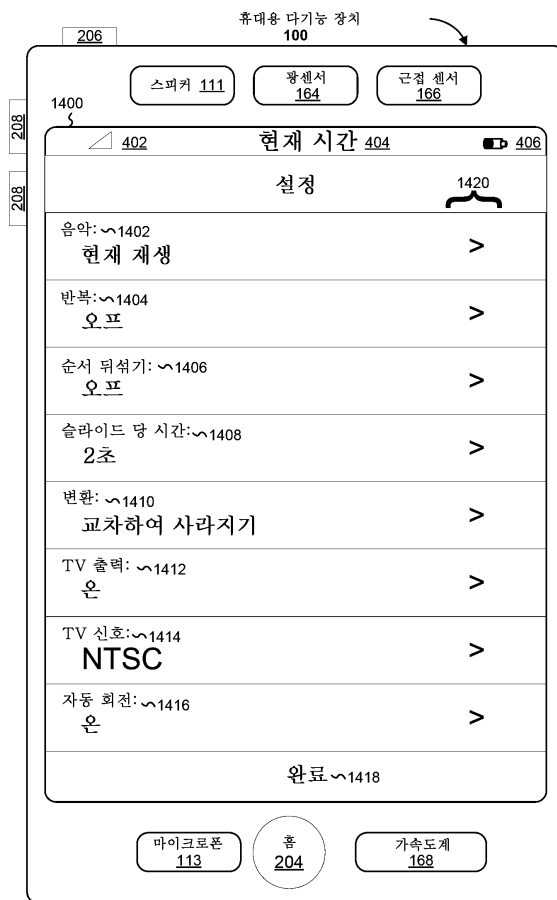 휴대용 다기능 장치
100
206
스피커 111
광센서
164
근접 센서
166
1400
208
208
402
현재 시간 404
406
설정
1420
음악: 1402
현재 재생
>
반복: 1404
오프
>
순서 뒤섞기: 1406
오프
>
슬라이드 당 시간: 1408
2초
>
변환: 1410
교차하여 사라지기
>
TV 출력: 1412
온
>
TV 신호: 1414
NTSC
>
자동 회전: 1416
온
>
완료 1418
마이크로폰
113
홈
204
가속도계
168